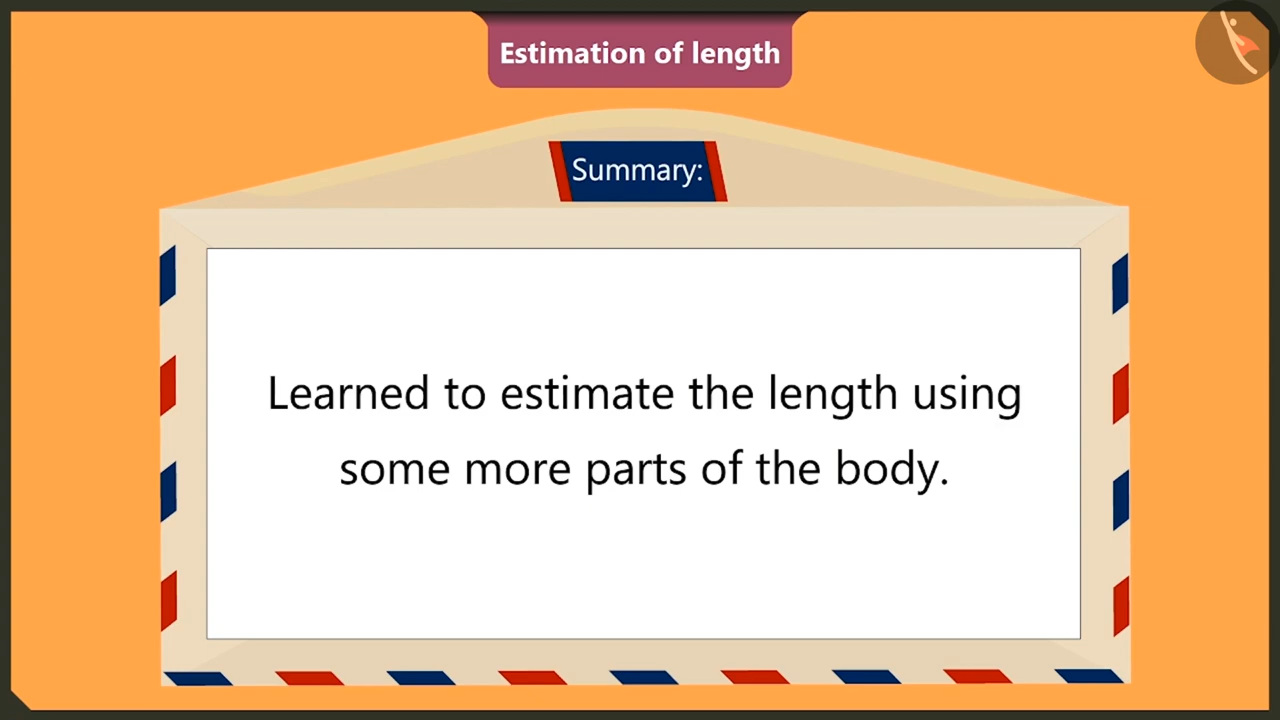 Estimation of length
Summary:
Learned to estimate the length using
some more parts of the body.